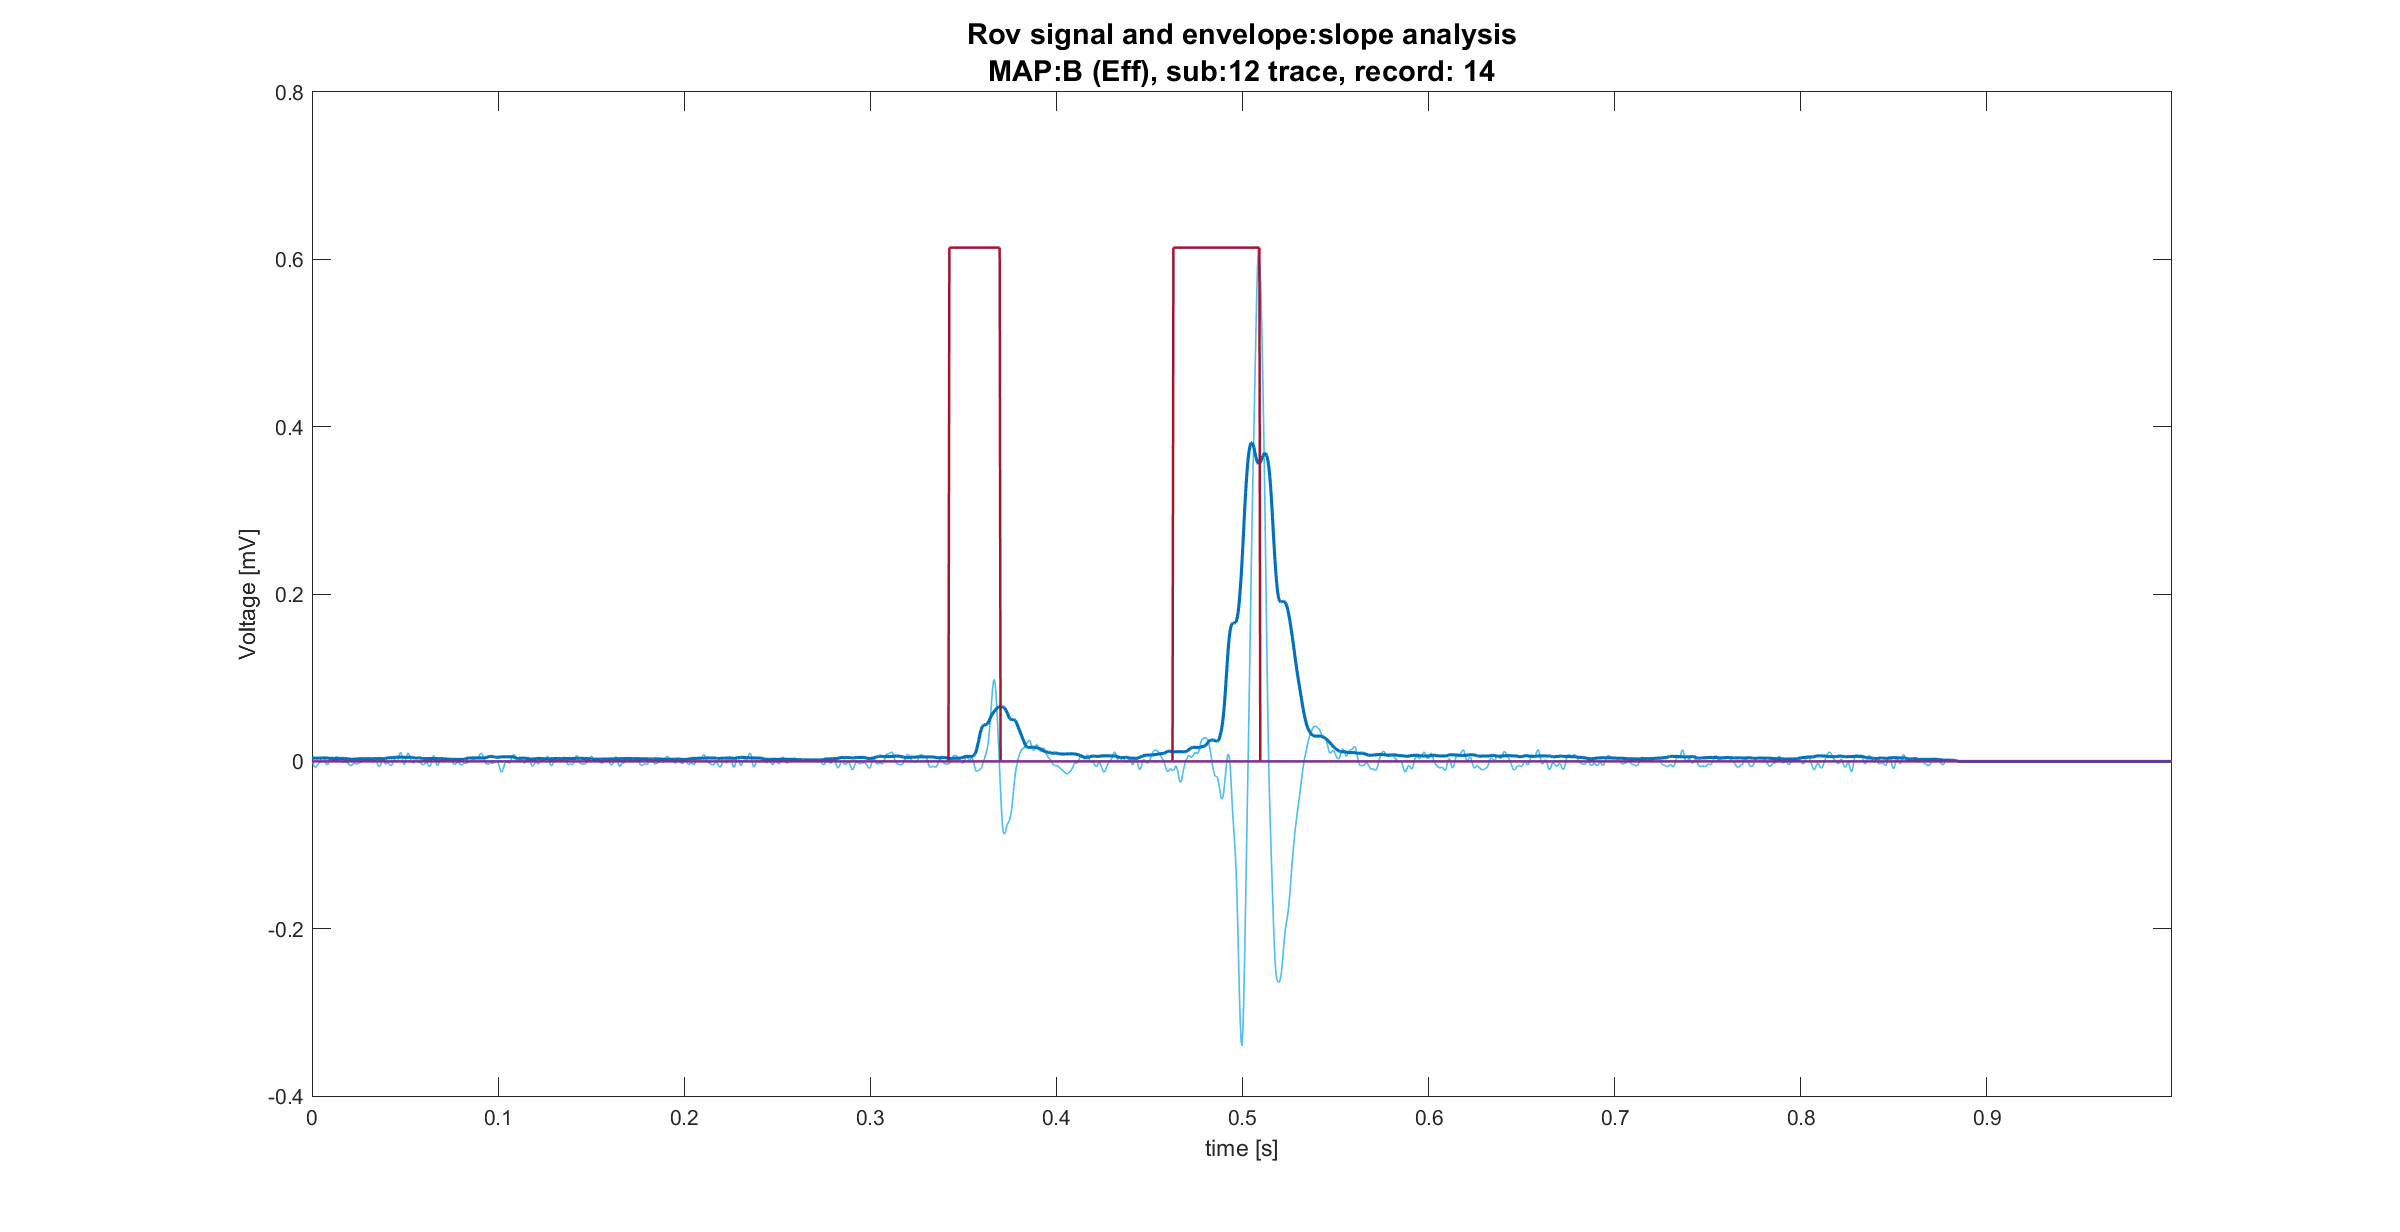 Rov signal and envelope:slope analysis
MAP:B (Eff), sub:12 trace, record: 14
0.8
0.6
0.4
0.2
0
-0.2
-0.4
Voltage [mV]
0 0.1 0.2 0.3 0.4 0.5 0.6 0.7 0.8 0.9
time [s]